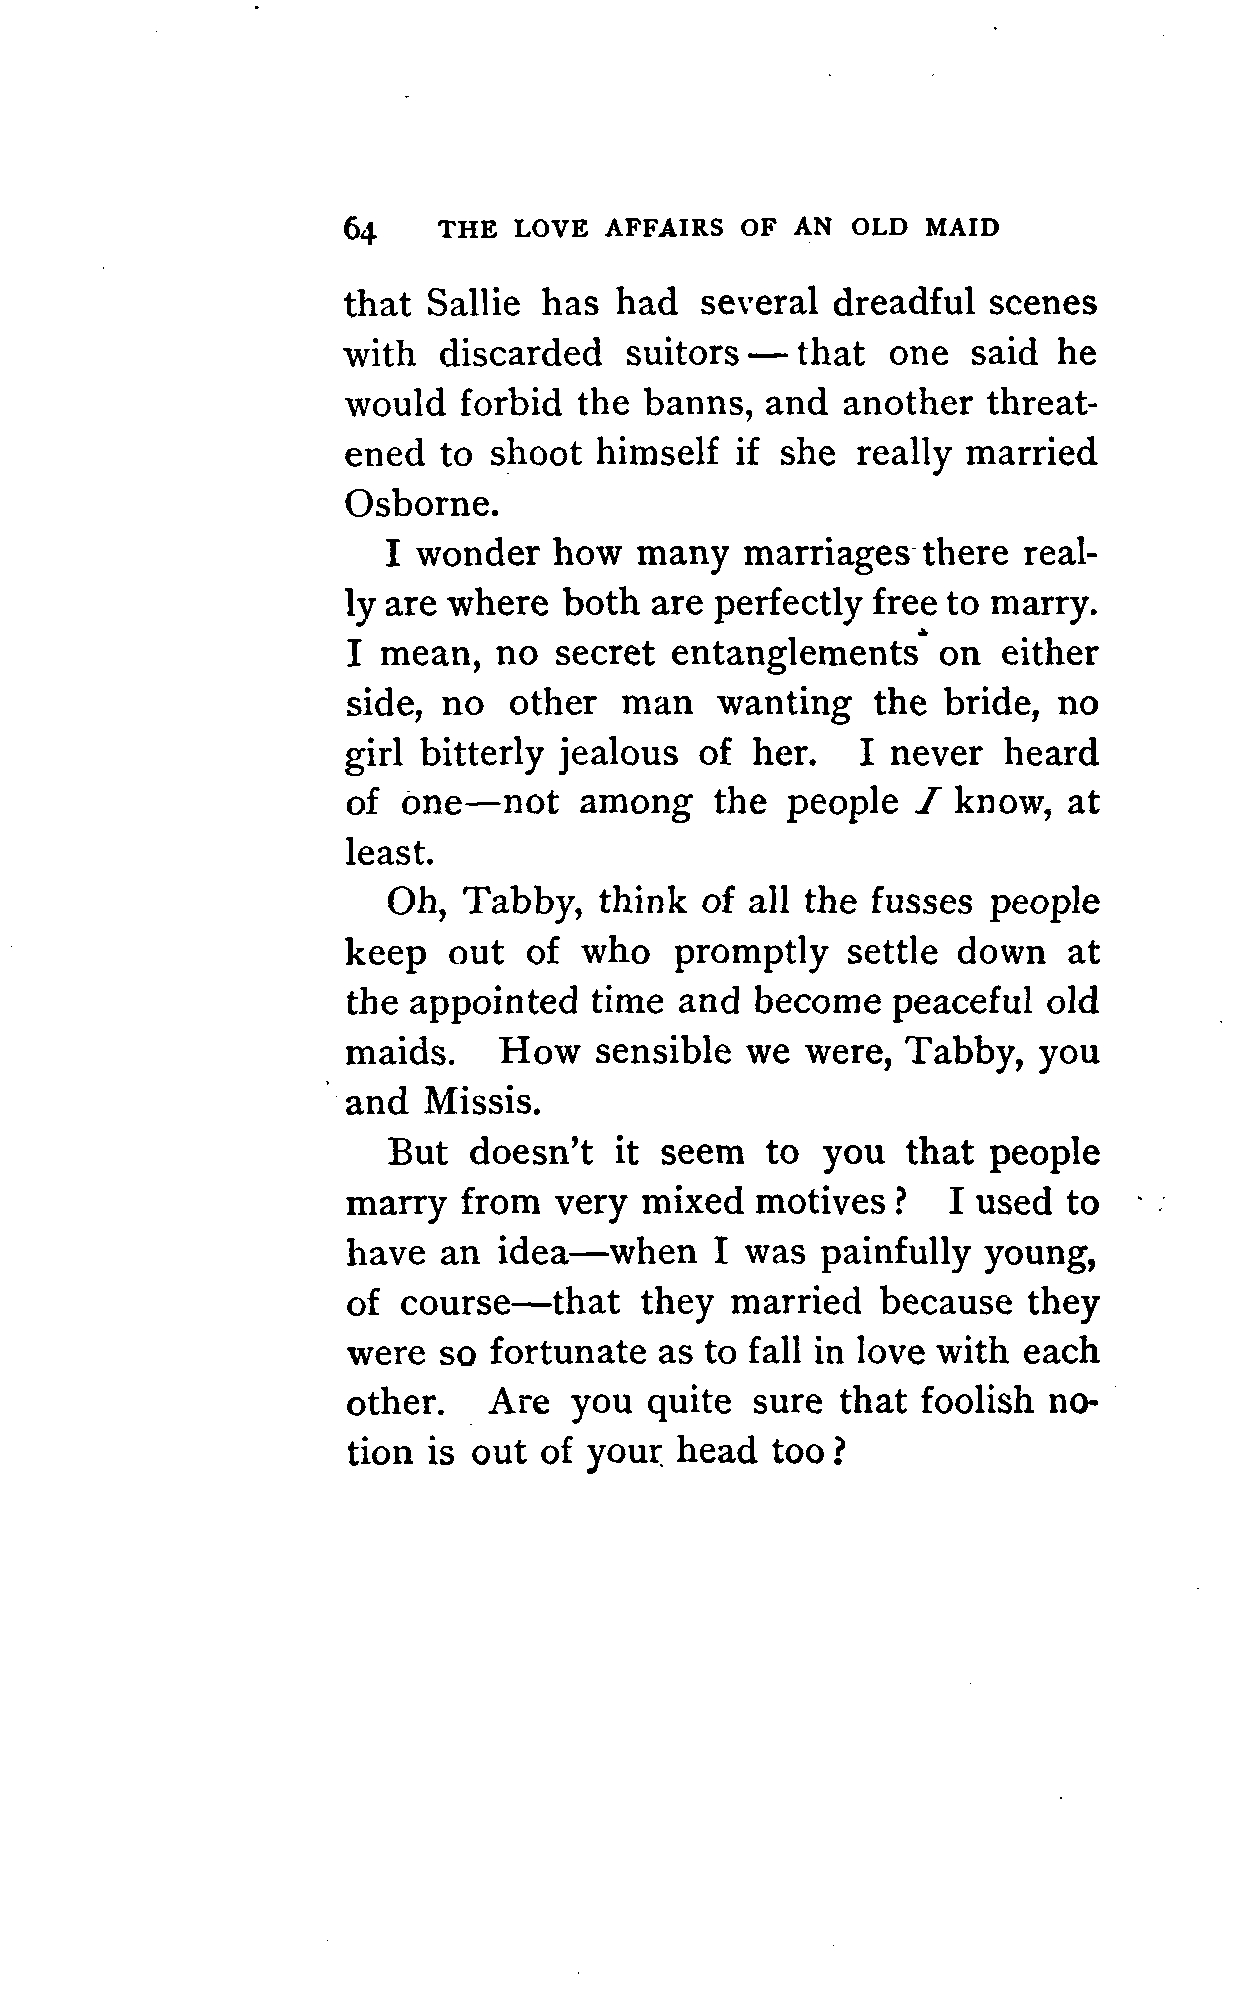 64 THE LOVE AFFAIRS OF AN OLD MAID
that Sallie has had several dreadful scenes
with discarded suitors — that one said he
would forbid the banns, and another threat-
ened to shoot himself if she really married
Osborne.
I wonder how many marriages there real-
ly are where both are perfectly free to marry.
I mean, no secret entanglements on either
side, no other man wanting the bride, no
girl bitterly jealous of her. I never heard
of one—not among the people I know, at
least.
Oh, Tabby, think of all the fusses people
keep out of who promptly settle down at
the appointed time and become peaceful old
maids. How sensible we were, Tabby, you
and Missis.
But doesn't it seem to you that people
marry from very mixed motives? I used to
have an idea—when I was painfully young,
of course—that they married because they
were so fortunate as to fall in love with each
other. Are you quite sure that foolish no-
tion is out of your head too?